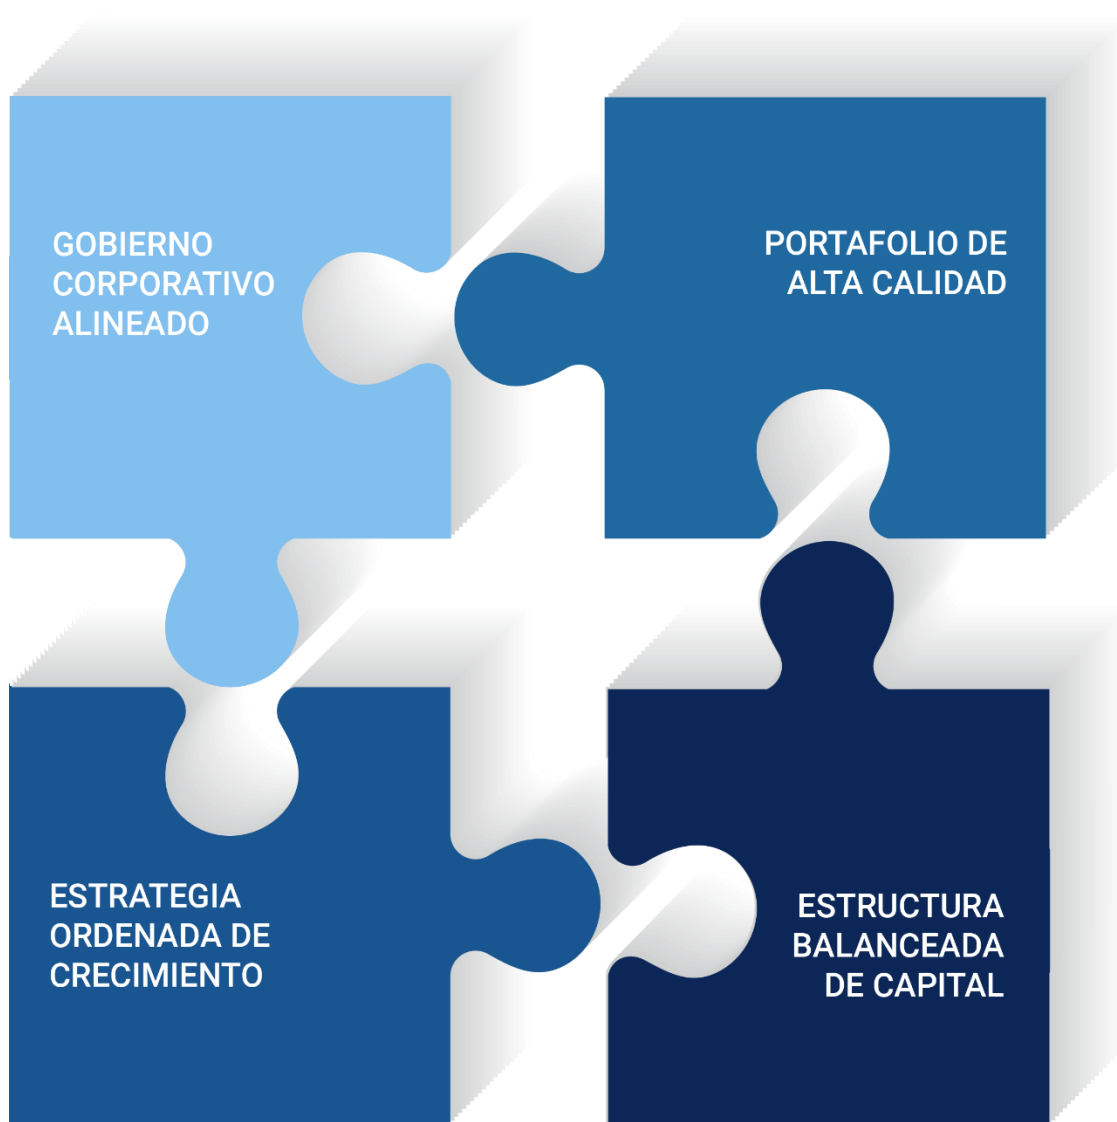 GOBIERNO
CORPORATIVO
ALINEADO
PORTAFOLIO DE
ALTA CALIDAD
ESTRATEGIA
ORDENADA DE
CRECIMIENTO
ESTRUCTURA
BALANCEADA
DE CAPITAL